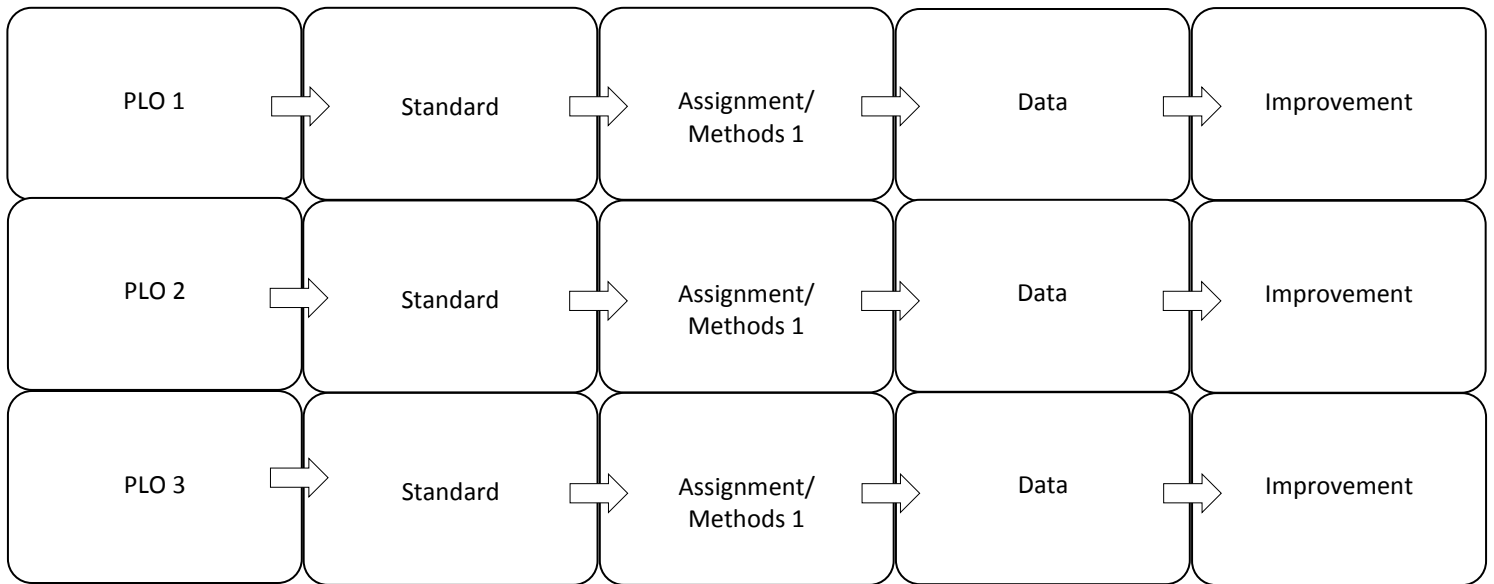 PLO 1
Standard
Assignment/
Methods 1
Data
Improvement
PLO 2
Standard
Assignment/
Methods 1
Data
Improvement
PLO 3
Standard
Assignment/
Methods 1
Data
Improvement